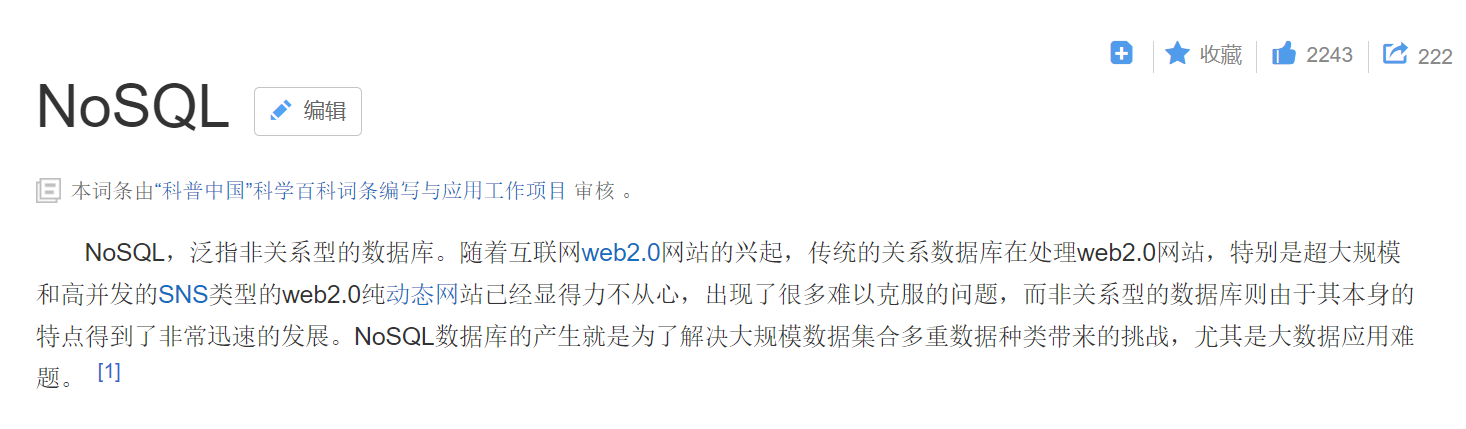 收藏 2243 222
NoSQL 编辑
本词条由“科普中国”科学百科词条编写与应用工作项目 审核 。
NoSQL，泛指非关系型的数据库。随着互联网web2.0网站的兴起，传统的关系数据库在处理web2.0网站，特别是超大规模
和高并发的SNS类型的web2.0纯动态网站已经显得力不从心，出现了很多难以克服的问题，而非关系型的数据库则由于其本身的
特点得到了非常迅速的发展。NoSQL数据库的产生就是为了解决大规模数据集合多重数据种类带来的挑战，尤其是大数据应用难
题。 [1]